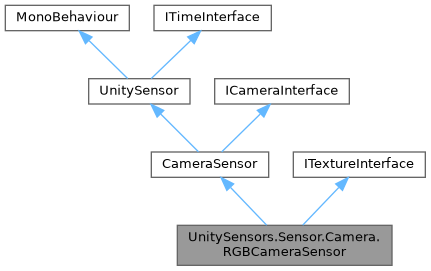 MonoBehaviour
ITimeInterface
UnitySensor
ICameraInterface
CameraSensor
ITextureInterface
UnitySensors.Sensor.Camera.
RGBCameraSensor